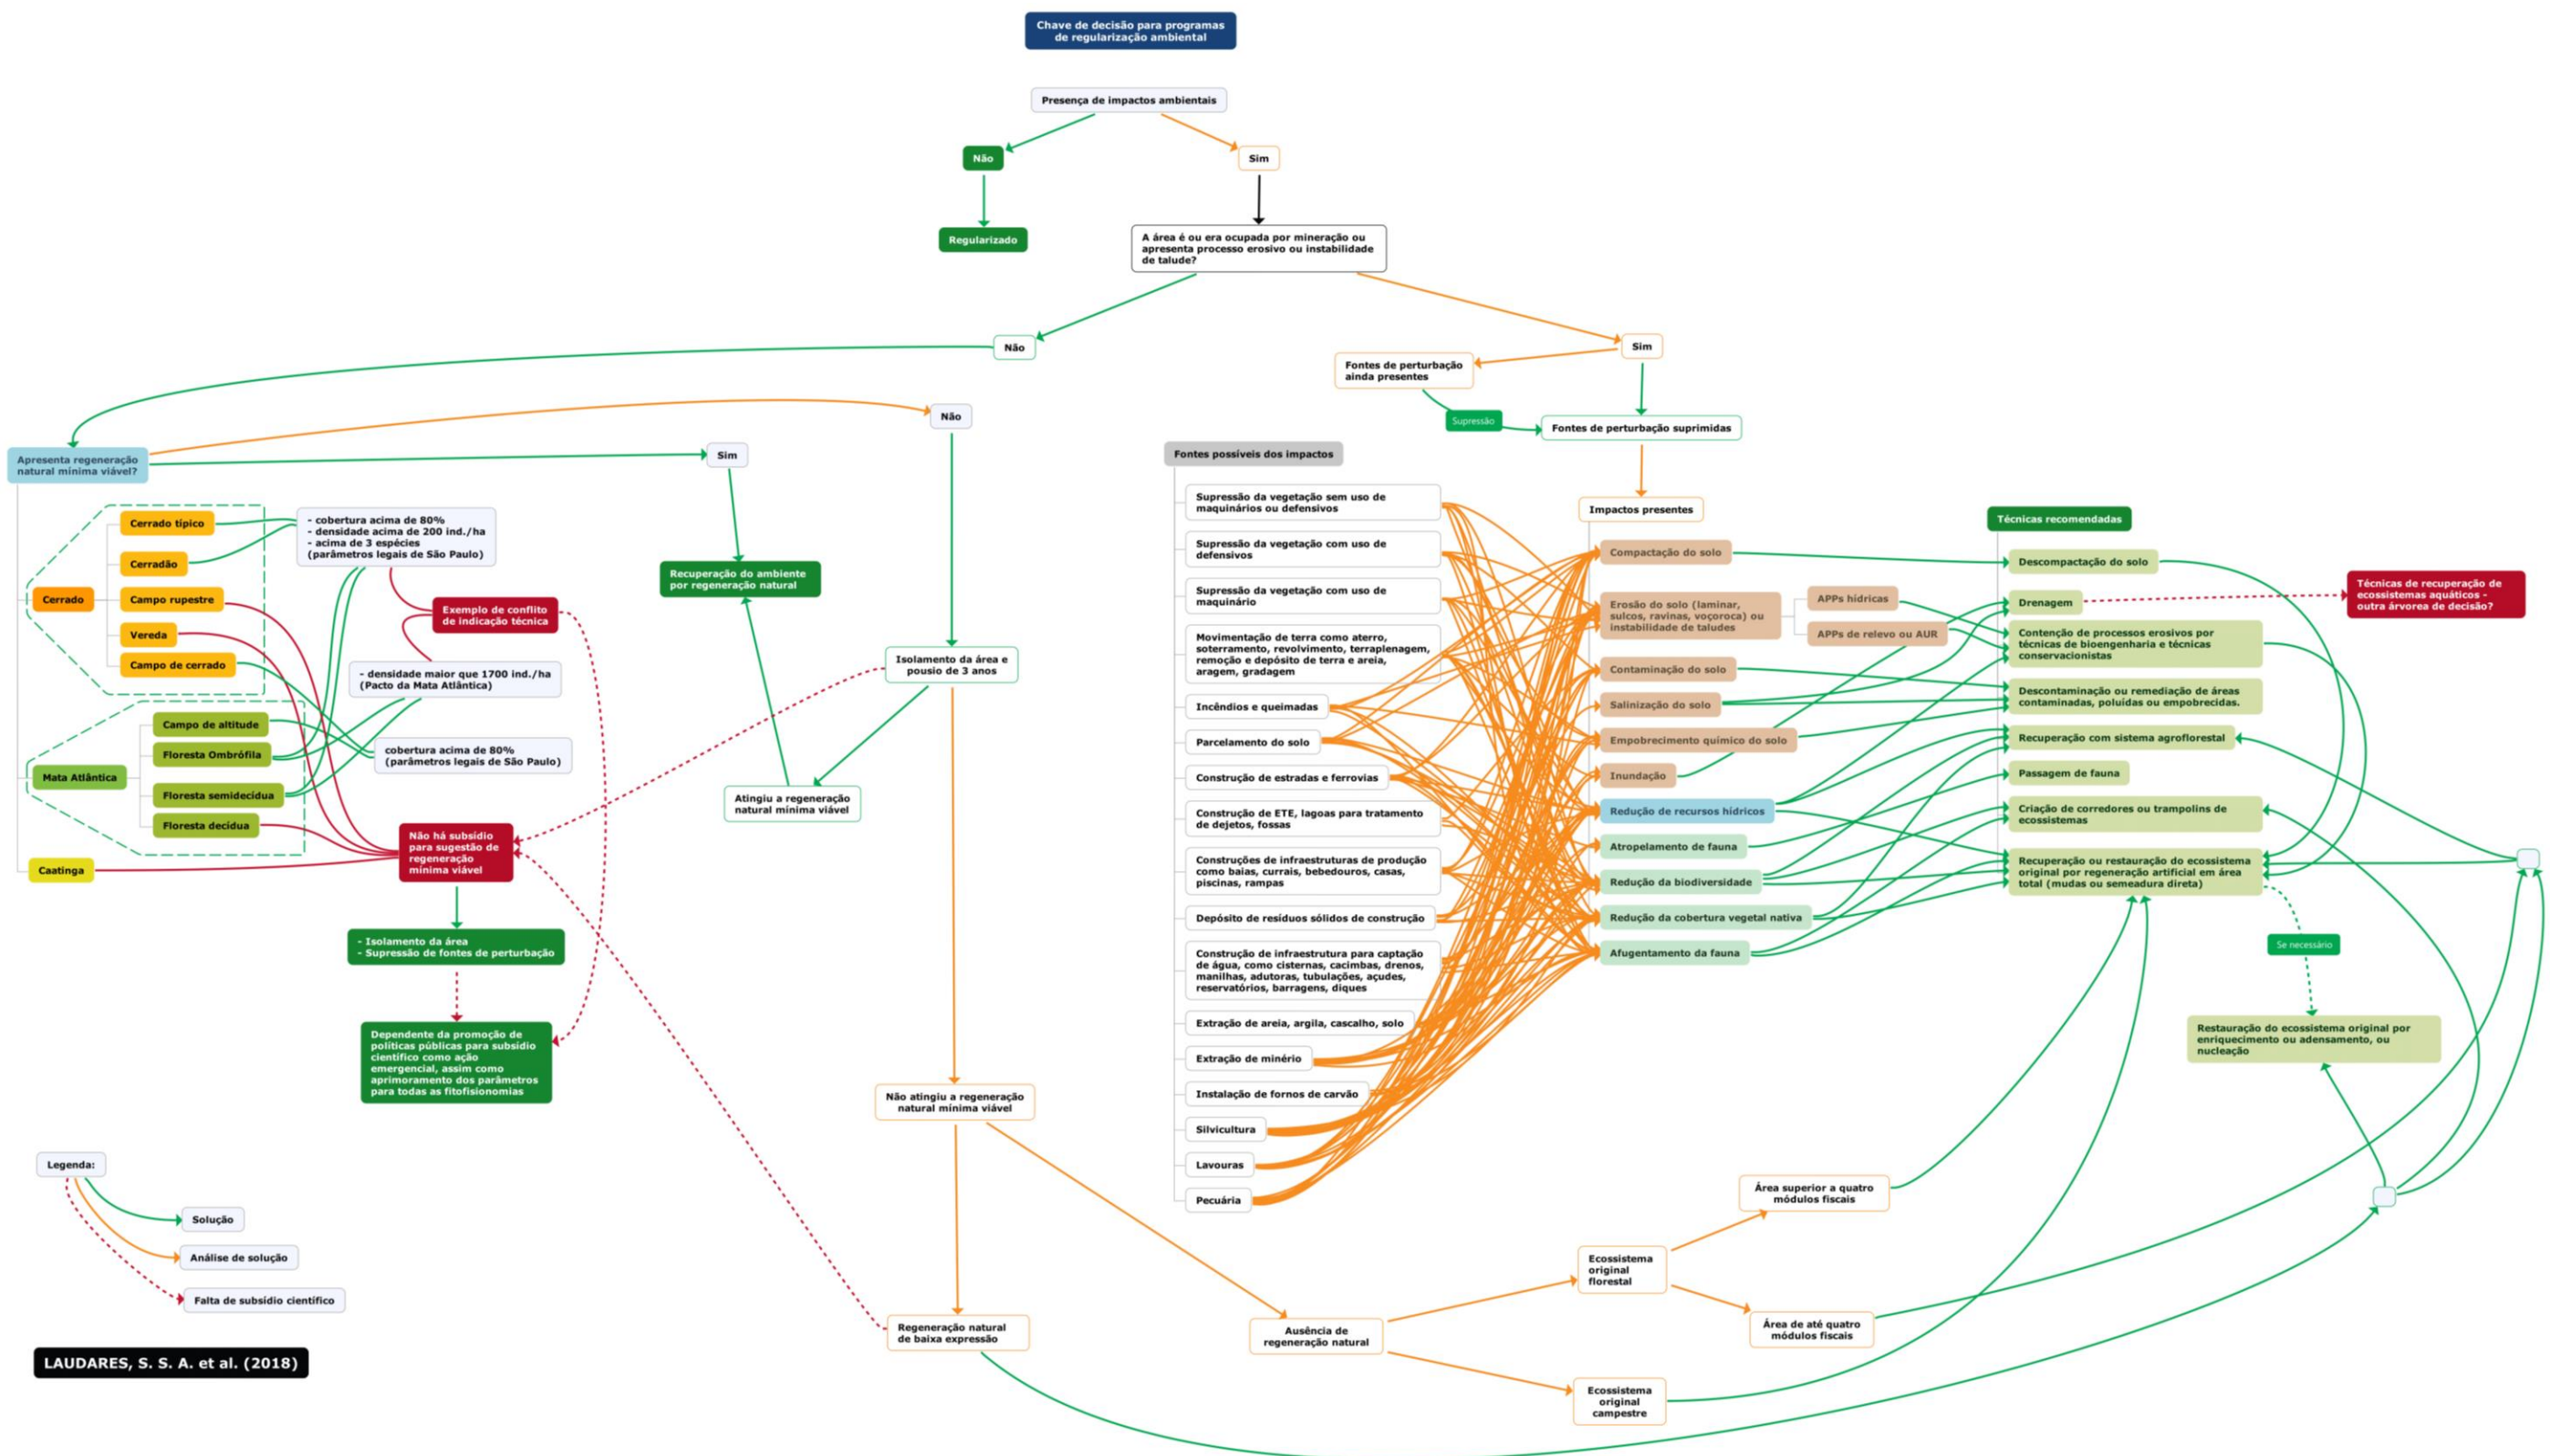 Chave de decisão para programas
de regularização ambiental
Presença de impactos ambientais
Não
Sim
Regularizado
A área é ou era ocupada por mineração ou
apresenta processo erosivo ou instabilidade
de talude?
Não
Sim
Fontes de perturbação
ainda presentes
Supressão
Fontes de perturbação suprimidas
Não
Sim
Apresenta regeneração
natural mínima viável?
Cerrado
Cerrado típico
Cerradão
Campo rupestre
Vereda
Campo de cerrado
Mata Atlântica
Campo de altitude
Floresta Ombrófila
Floresta semidecídua
Floresta decídua
Caatinga
- cobertura acima de 80%
- densidade acima de 200 ind./ha
- acima de 3 espécies
(parâmetros legais de São Paulo)
Exemplo de conflito
de indicação técnica
- densidade maior que 1700 ind./ha
(Pacto da Mata Atlântica)
cobertura acima de 80%
(parâmetros legais de São Paulo)
Não há subsídio
para sugestão de
regeneração
mínima viável
- Isolamento da área
- Supressão de fontes de perturbação
Dependente da promoção de
políticas públicas para subsídio
científico como ação
emergencial, assim como
aprimoramento dos parâmetros
para todas as fitofisionomias
Recuperação do ambiente
por regeneração natural
Isolamento da área e
pousio de 3 anos
Atingiu a regeneração
natural mínima viável
Não atingiu a regeneração
natural mínima viável
Regeneração natural
de baixa expressão
Ausência de
regeneração natural
Ecossistema
original
florestal
Ecossistema
original
campestre
Área superior a quatro
módulos fiscais
Área de até quatro
módulos fiscais
Fontes possíveis dos impactos
Supressão da vegetação sem uso de
maquinários ou defensivos
Supressão da vegetação com uso de
defensivos
Supressão da vegetação com uso de
maquinário
Movimentação de terra como aterro,
soterramento, revolvimento, terraplenagem,
remoção e depósito de terra e areia,
aragem, gradagem
Incêndios e queimadas
Parcelamento do solo
Construção de estradas e ferrovias
Construção de ETE, lagoas para tratamento
de dejetos, fossas
Construções de infraestruturas de produção
como baias, currais, bebedouros, casas,
piscinas, rampas
Depósito de resíduos sólidos de construção
Construção de infraestrutura para captação
de água, como cisternas, cacimbas, drenos,
manilhas, adutoras, tubulações, açudes,
reservatórios, barragens, diques
Extração de areia, argila, cascalho, solo
Extração de minério
Instalação de fornos de carvão
Silvicultura
Lavouras
Pecuária
Impactos presentes
Compactação do solo
Erosão do solo (laminar,
sulcos, ravinas, voçoroca) ou
instabilidade de taludes
APPs hídricas
APPs de relevo ou AUR
Contaminação do solo
Salinização do solo
Empobrecimento químico do solo
Inundação
Redução de recursos hídricos
Atropelamento de fauna
Redução da biodiversidade
Redução da cobertura vegetal nativa
Afugentamento da fauna
Técnicas recomendadas
Descompactação do solo
Drenagem
Contenção de processos erosivos por
técnicas de bioengenharia e técnicas
conservacionistas
Descontaminação ou remediação de áreas
contaminadas, poluídas ou empobrecidas.
Recuperação com sistema agroflorestal
Passagem de fauna
Criação de corredores ou trampolins de
ecossistemas
Recuperação ou restauração do ecossistema
original por regeneração artificial em área
total (mudas ou semeadura direta)
Técnicas de recuperação de
ecossistemas aquáticos -
outra árvorea de decisão?
Se necessário
Restauração do ecossistema original por
enriquecimento ou adensamento, ou
nucleação
Legenda:
Solução
Análise de solução
Falta de subsídio científico
LAUDARES, S. S. A. et al. (2018)